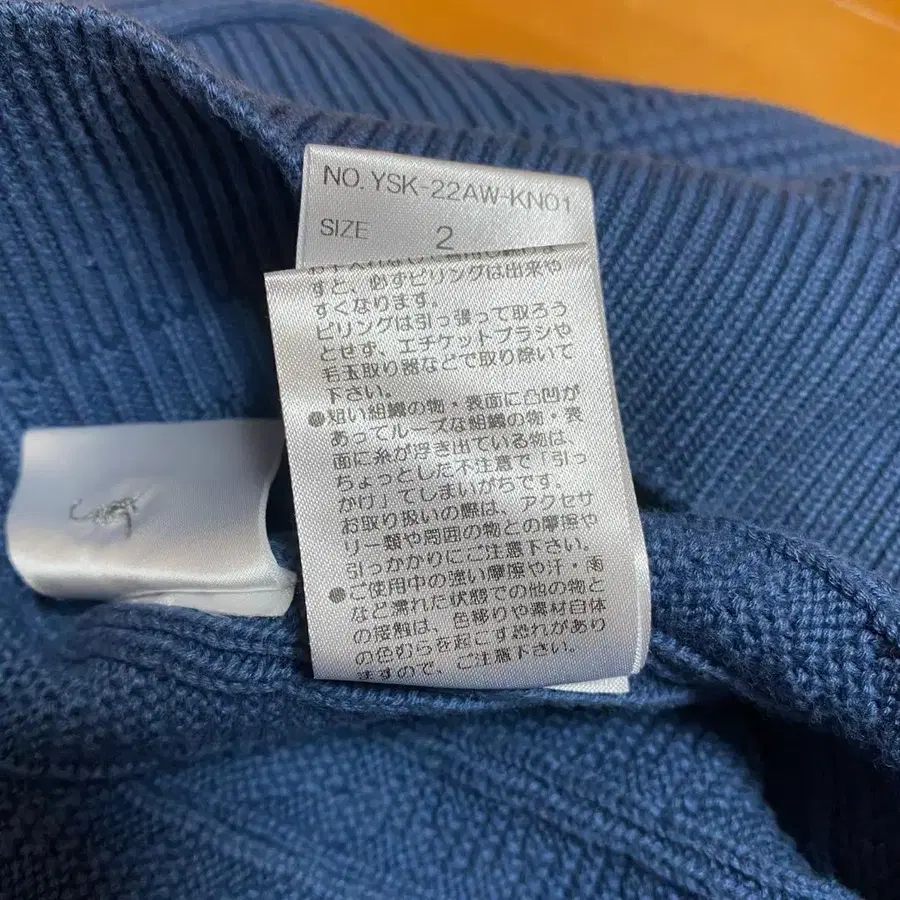 NO. YSK-22AW-KN01
SIZE 2
すと、必ずピリングは出来や
すくなります。
ピリングは引っ張って取ろう
とせず、エチケットブラシや
毛玉取り器などで取り除いて
下さい。
●粗い組織の物・表面に凸凹が
あってルーズな組織の物・表
面に糸が浮き出ている物は、
ちょっとした不注意で「引っ
かけ」てしまいがちです。
お取り扱いの際は、アクセサ
リー類や周囲の物との摩擦や
引っかかりにご注意下さい。
●ご使用中の強い摩擦や汗・雨
など濡れた状態での他の物と
の接触は、色移りや素材自体
の色むらを起こす恐れがあり
ますので、ご注意下さい。